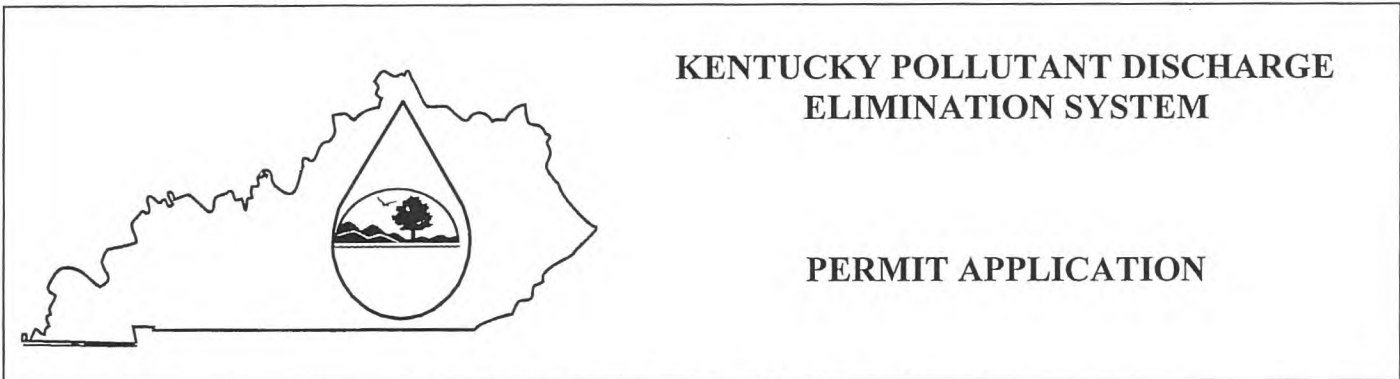 KENTUCKY POLLUTANT DISCHARGE
ELIMINATION SYSTEM
PERMIT APPLICATION